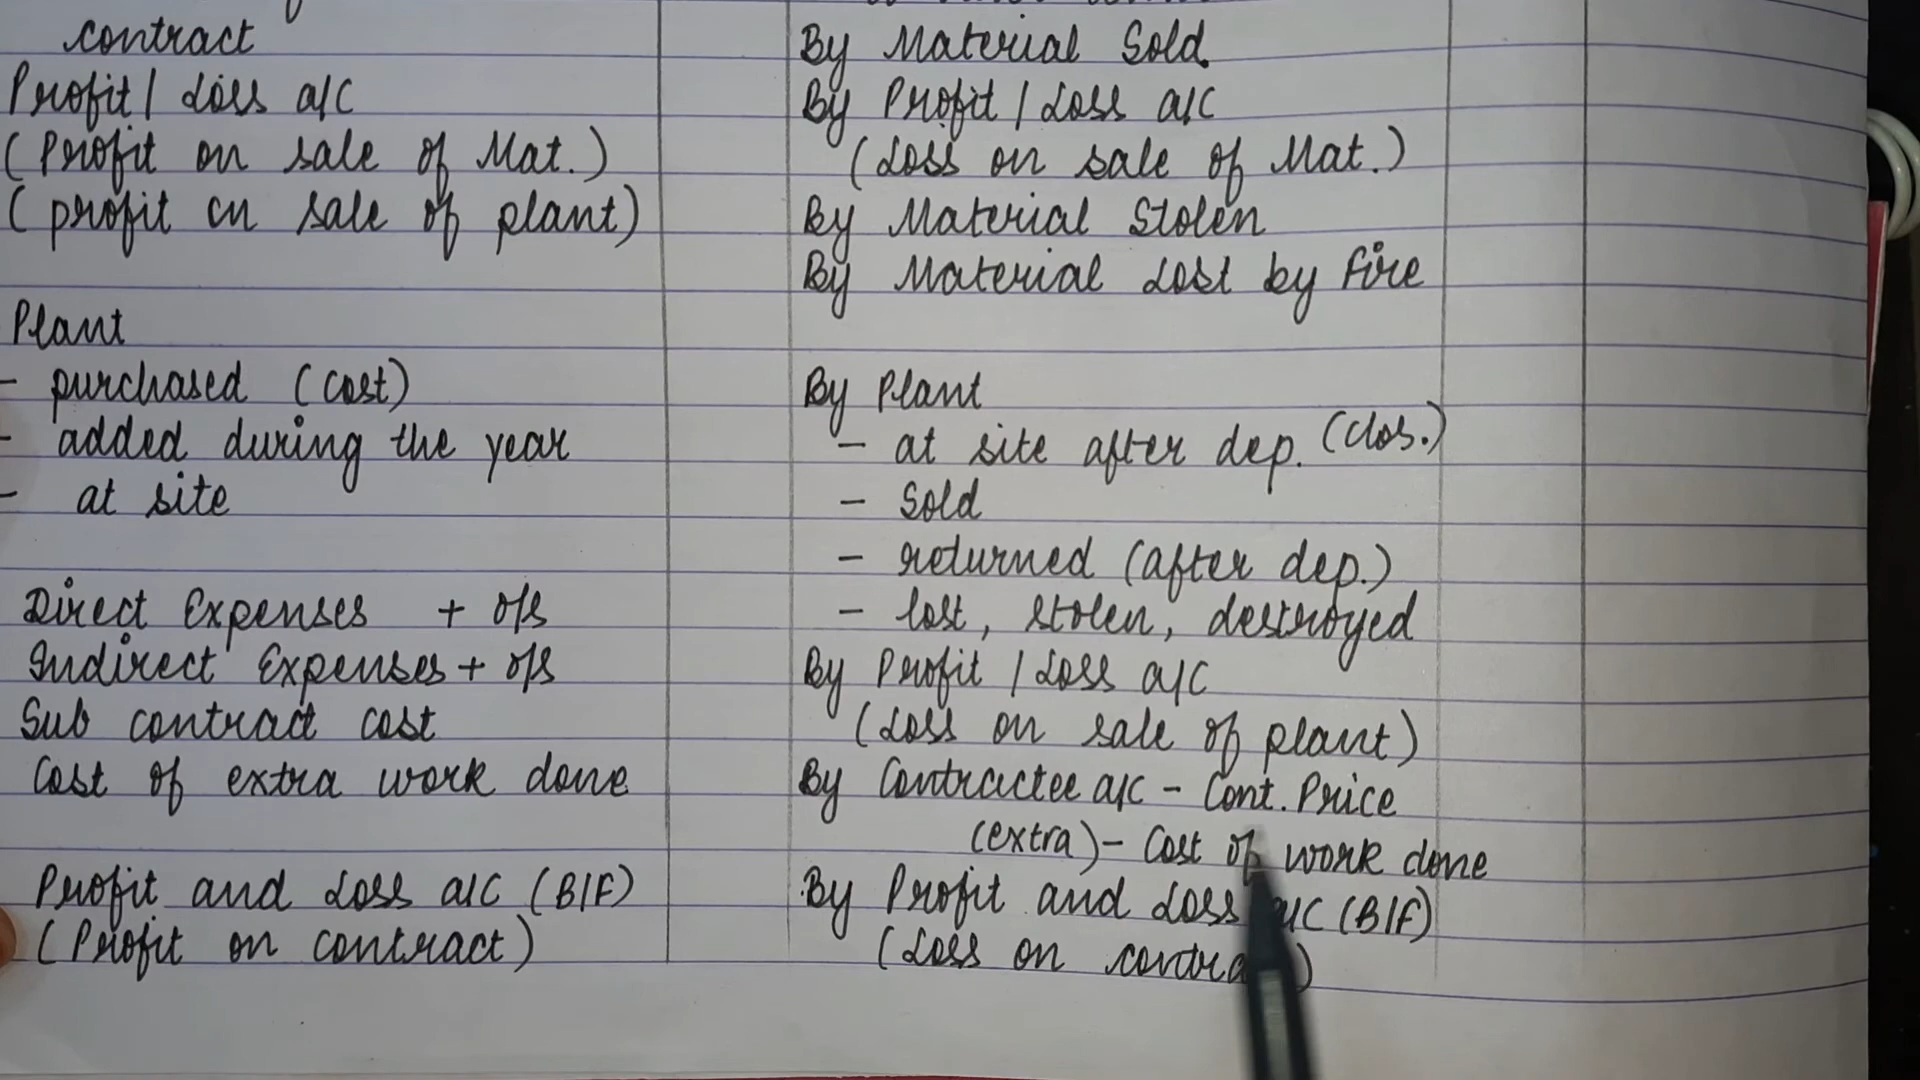 contract
Profit / Loss a/c
(Profit on sale of Mat.)
(profit on sale of plant)
Plant
- purchased (cost)
- added during the year
- at site
Direct Expenses + o/s
Indirect Expenses + o/s
Sub contract cost
Cost of extra work done
Profit and Loss a/c (B/F)
(Profit on contract)
By Material Sold
By Profit / Loss a/c
(Loss on sale of Mat.)
By Material Stolen
By Material Lost by fire
By Plant
- at site after dep. (clos.)
- Sold
- returned (after dep.)
- lost, stolen, destroyed
By Profit / Loss a/c
(Loss on sale of plant)
By Contractee a/c - Cont. Price
(extra) - Cost of work done
By Profit and Loss a/c (B/F)
(Loss on contra )